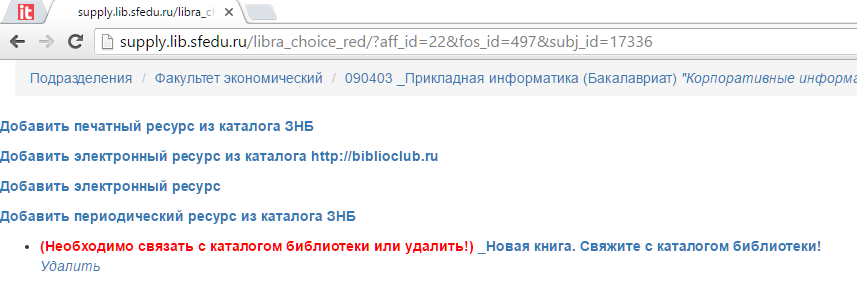 it
supply.lib.sfedu.ru/libra_ch
supply.lib.sfedu.ru/libra_choice_red/?aff_id=22&fos_id=497&subj_id=17336
Подразделения / Факультет экономический / 090403 _Прикладная информатика (Бакалавриат) "Корпоративные информа
Добавить печатный ресурс из каталога ЗНБ
Добавить электронный ресурс из каталога http://biblioclub.ru
Добавить электронный ресурс
Добавить периодический ресурс из каталога ЗНБ
• (Необходимо связать с каталогом библиотеки или удалить!) _Новая книга. Свяжите с каталогом библиотеки!
Удалить